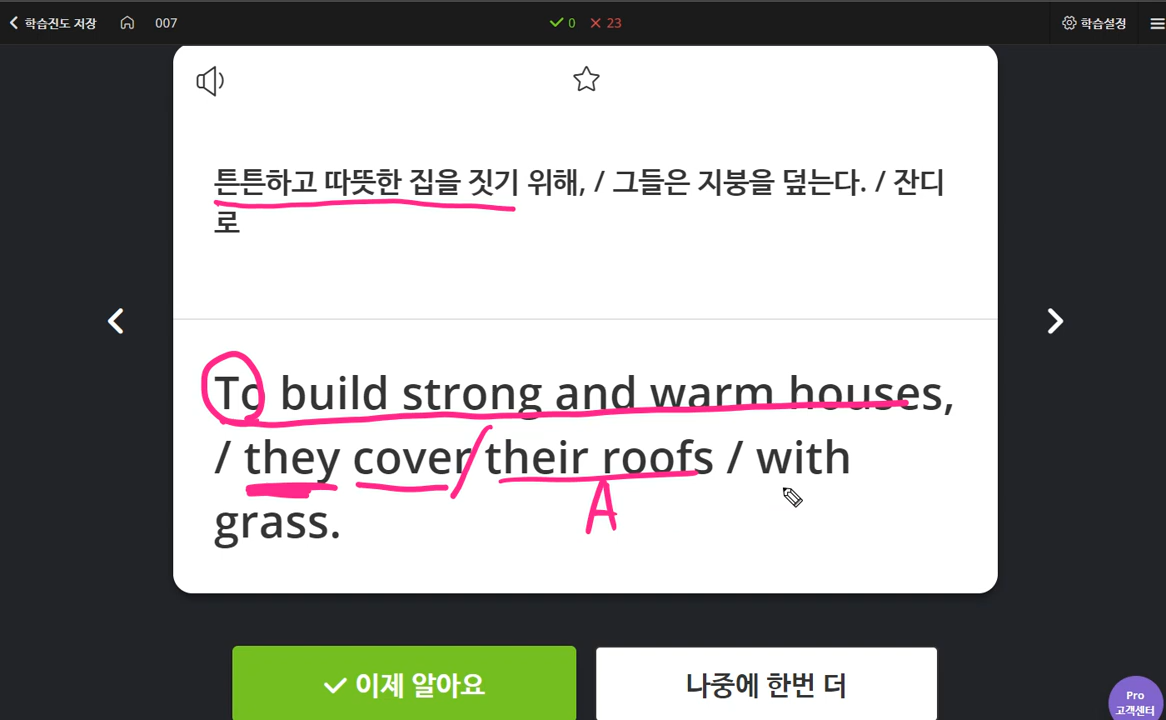 학습진도 저장 007 0 23 학습설정
튼튼하고 따뜻한 집을 짓기 위해, / 그들은 지붕을 덮는다. / 잔디
로
To build strong and warm houses,
/ they cover / their roofs / with
A
grass.
이제 알아요 나중에 한번 더
Pro
고객센터